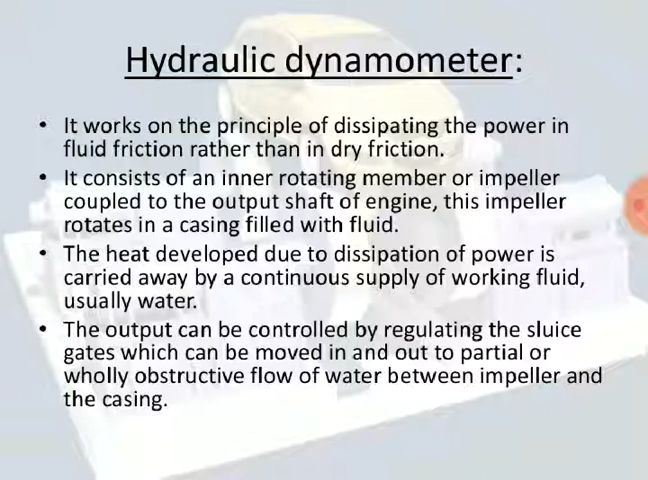 Hydraulic dynamometer:
• It works on the principle of dissipating the power in
fluid friction rather than in dry friction.
• It consists of an inner rotating member or impeller
coupled to the output shaft of engine, this impeller
rotates in a casing filled with fluid.
• The heat developed due to dissipation of power is
carried away by a continuous supply of working fluid,
usually water.
• The output can be controlled by regulating the sluice
gates which can be moved in and out to partial or
wholly obstructive flow of water between impeller and
the casing.